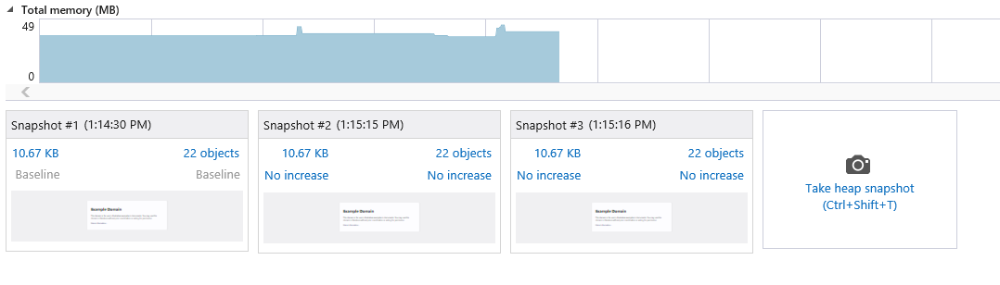 Total memory (MB)
49
0
Snapshot #1 (1:14:30 PM)
10.67 KB 22 objects
Baseline Baseline
Example Domain
Snapshot #2 (1:15:15 PM)
10.67 KB 22 objects
No increase No increase
Example Domain
Snapshot #3 (1:15:16 PM)
10.67 KB 22 objects
No increase No increase
Example Domain
Take heap snapshot
(Ctrl+Shift+T)